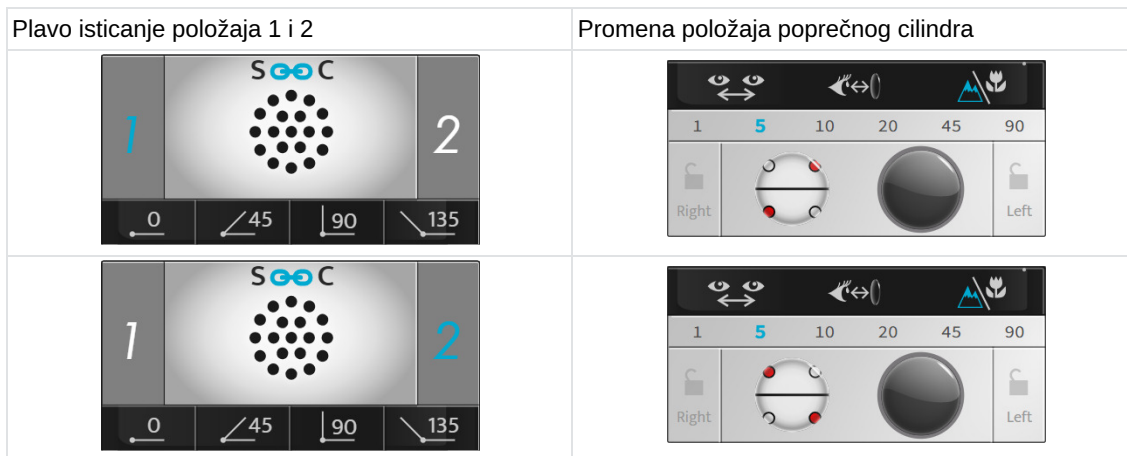 Plavo isticanje položaja 1 i 2
Promena položaja poprečnog cilindra
S C
1
2
0 45 90 135
1 5 10 20 45 90
Right
Left
S C
1
2
0 45 90 135
1 5 10 20 45 90
Right
Left